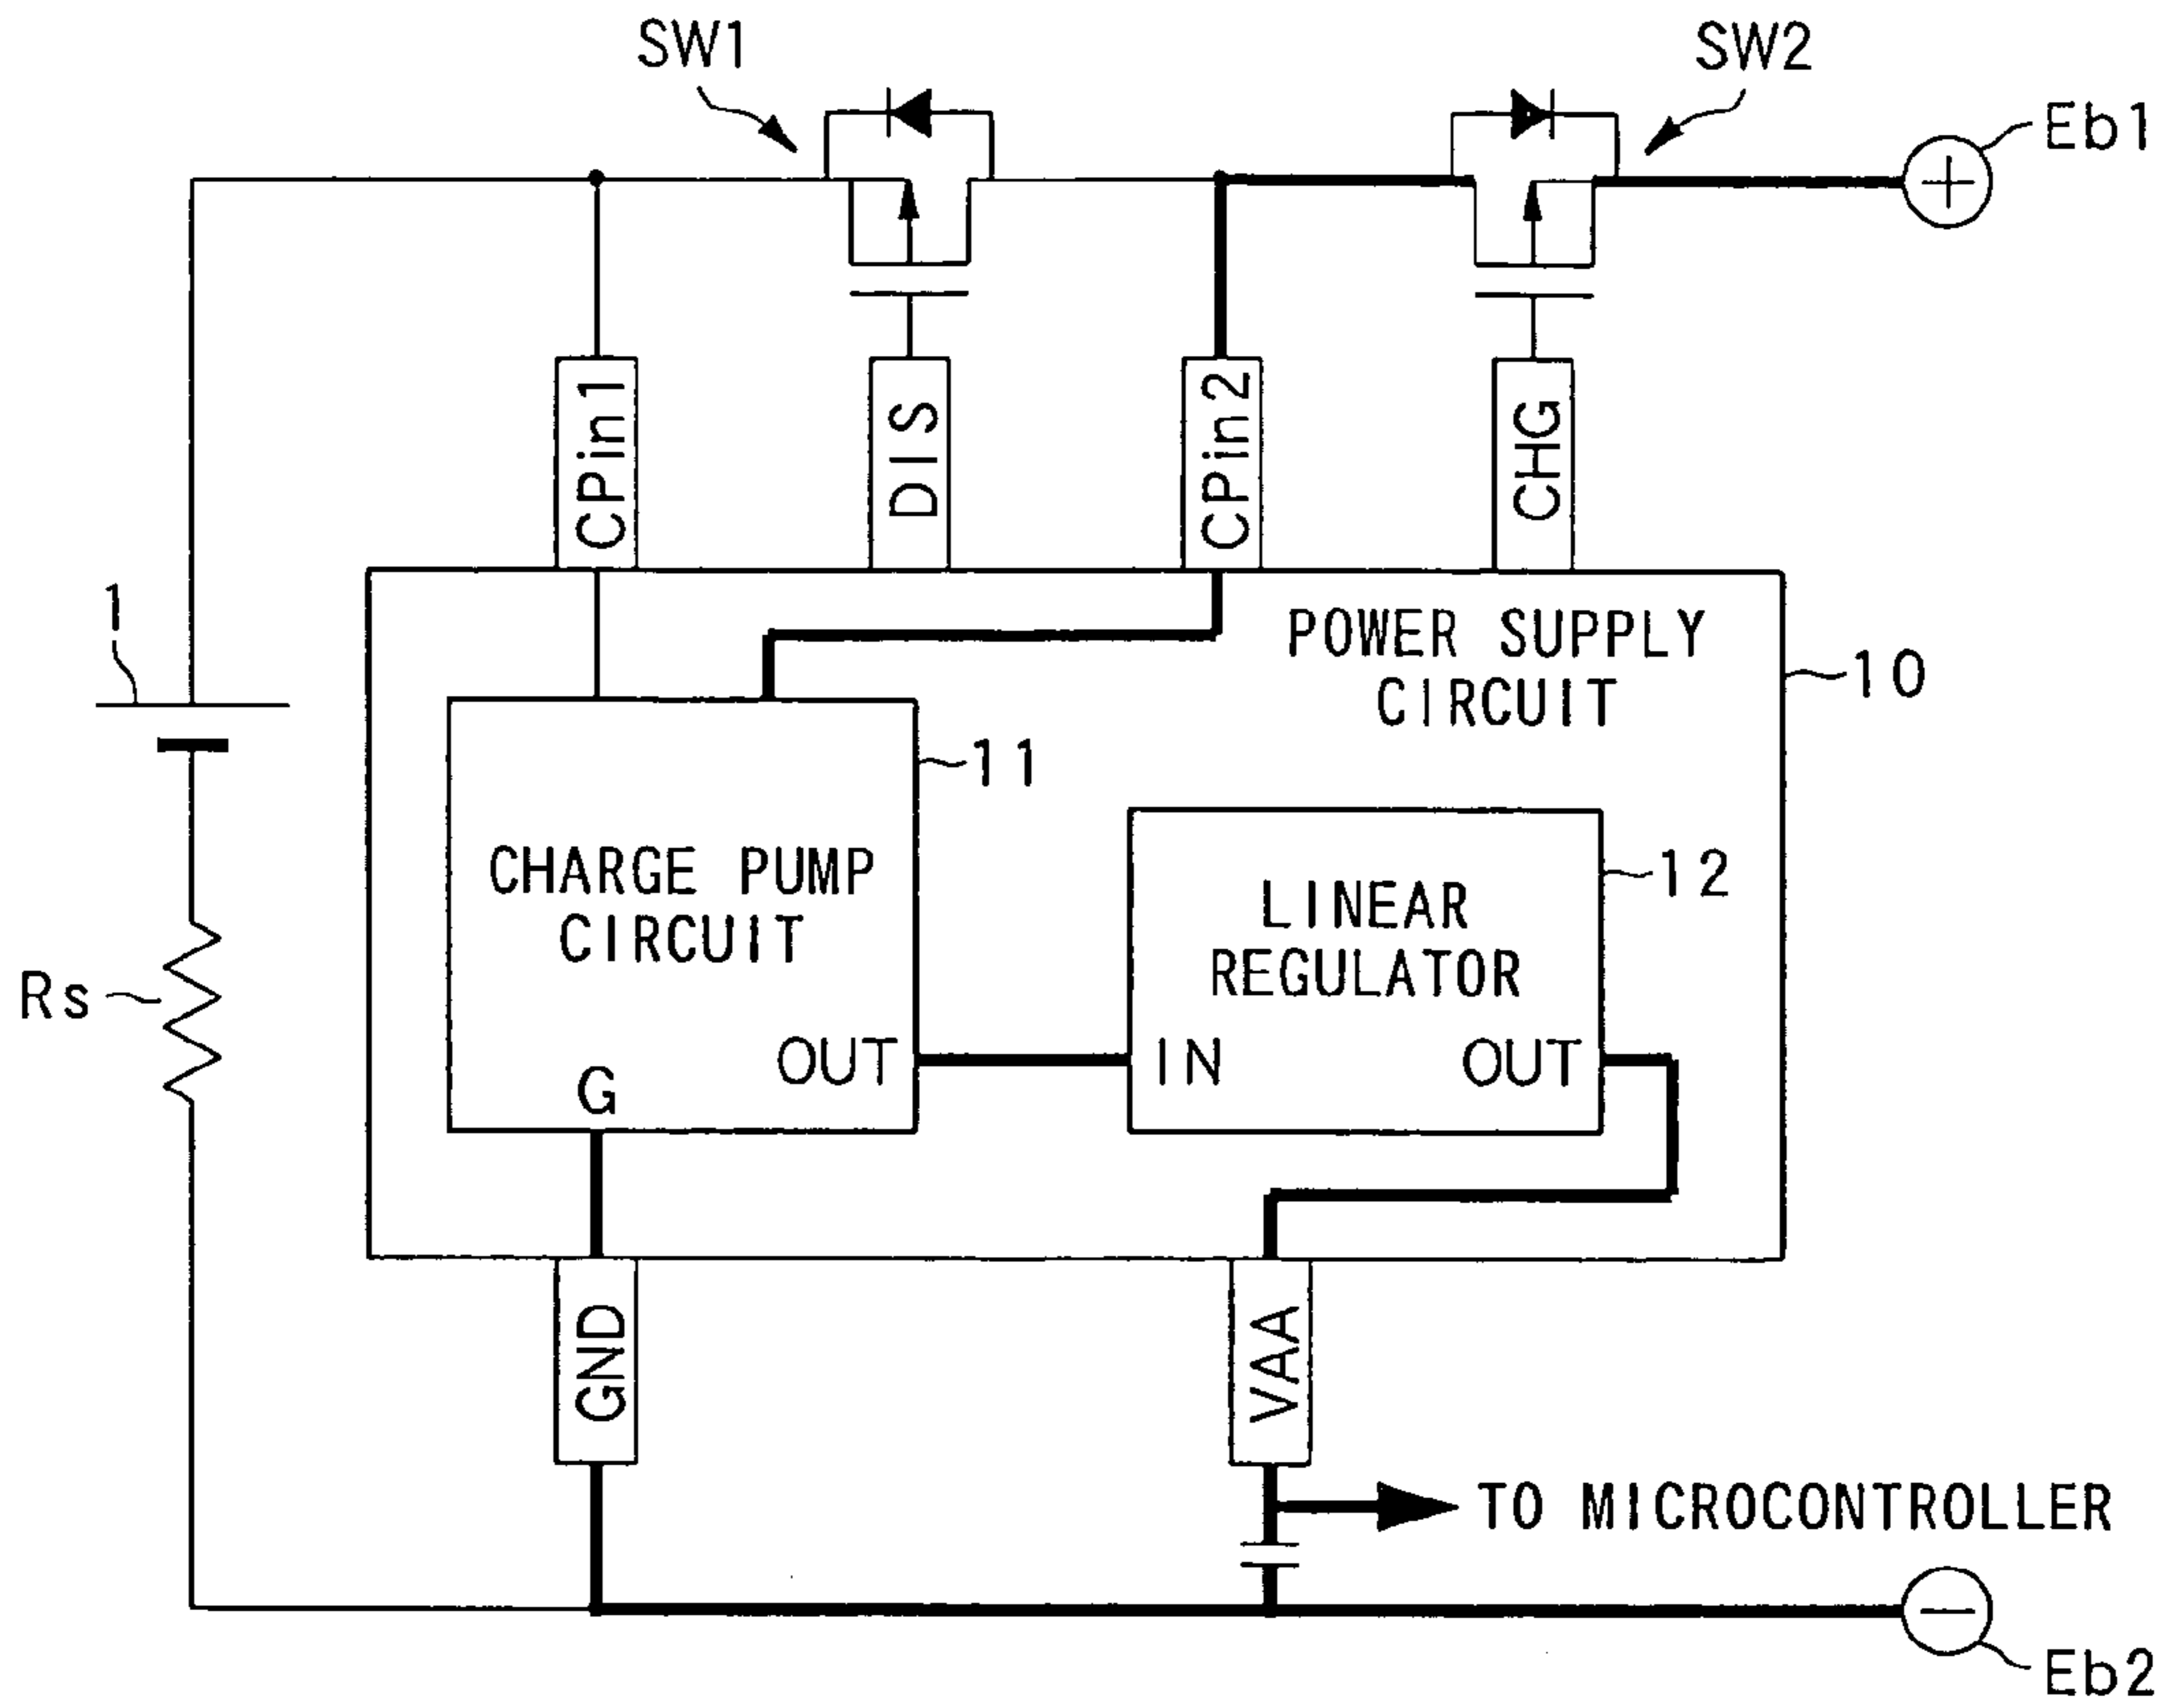 SW1
SW2
Eb1
CPin1
DIS
CPin2
CHG
1
POWER SUPPLY
CIRCUIT
10
11
CHARGE PUMP
CIRCUIT
12
LINEAR
REGULATOR
Rs
G
OUT
IN
OUT
GND
VAA
TO MICROCONTROLLER
Eb2